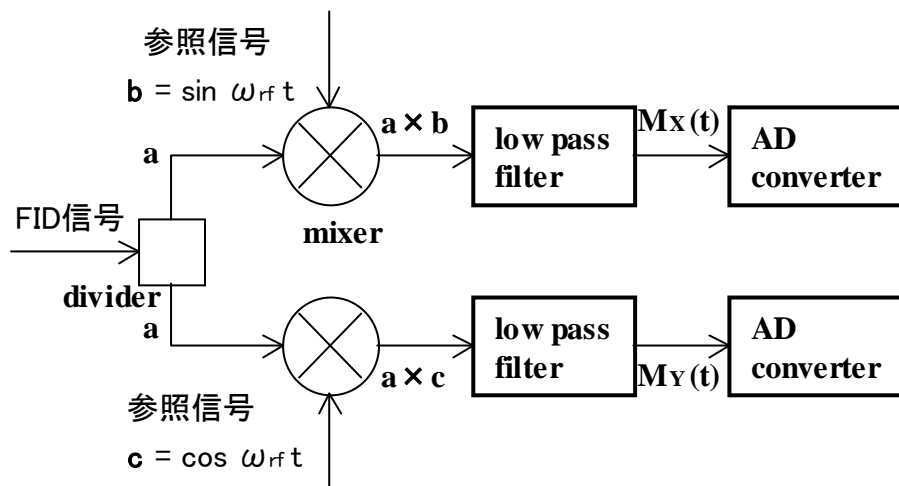 参照信号
b = sin ωrf t
a
a × b
low pass
filter
MX(t)
AD
converter
FID信号
mixer
divider
a
low pass
filter
AD
converter
a × c
MY(t)
参照信号
c = cos ωrf t